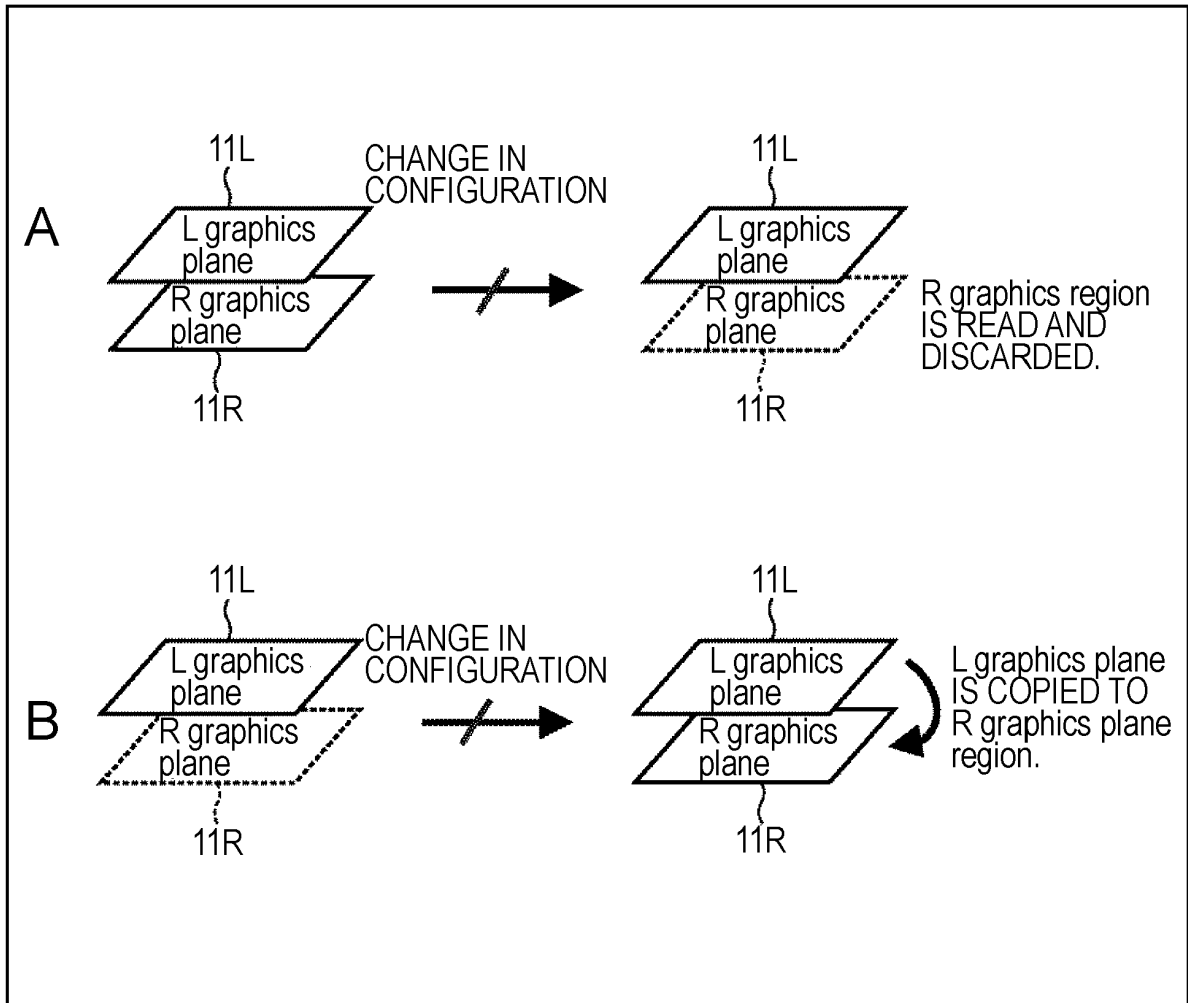 A
11L
L graphics
plane
R graphics
plane
11R
CHANGE IN
CONFIGURATION
11L
L graphics
plane
R graphics
plane
11R
R graphics region
IS READ AND
DISCARDED.
B
11L
L graphics
plane
R graphics
plane
11R
CHANGE IN
CONFIGURATION
11L
L graphics
plane
R graphics
plane
11R
L graphics plane
IS COPIED TO
R graphics plane
region.